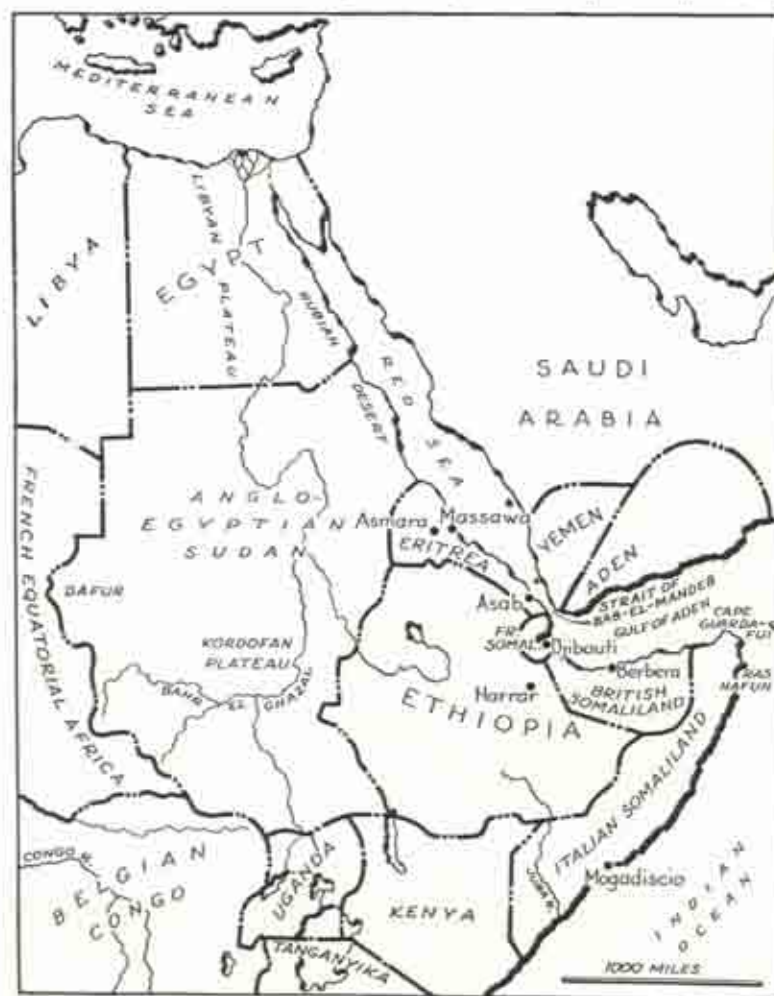 MEDITERRANEAN
SEA
LIBYA
EGYPT
LIBYAN
PLATEAU
NUBIAN
DESERT
RED SEA
SAUDI
ARABIA
FRENCH EQUATORIAL AFRICA
ANGLO-
EGYPTIAN
SUDAN
Asmara
Massawa
ERITREA
YEMEN
ADEN
STRAIT OF
BAB-EL-MANDEB
GULF OF ADEN
CAPE
GUARDA-
FUI
DAFUR
Asab
FR.
SOMAL.
Djibouti
KORDOFAN
PLATEAU
BAHR EL GHAZAL
Berbera
RAS
HAFUN
Harrar
BRITISH
SOMALILAND
ETHIOPIA
ITALIAN SOMALILAND
CONGO R.
BELGIAN
CONGO
UGANDA
KENYA
JUBA R.
Mogadiscio
INDIAN
OCEAN
TANGANYIKA
1000 MILES